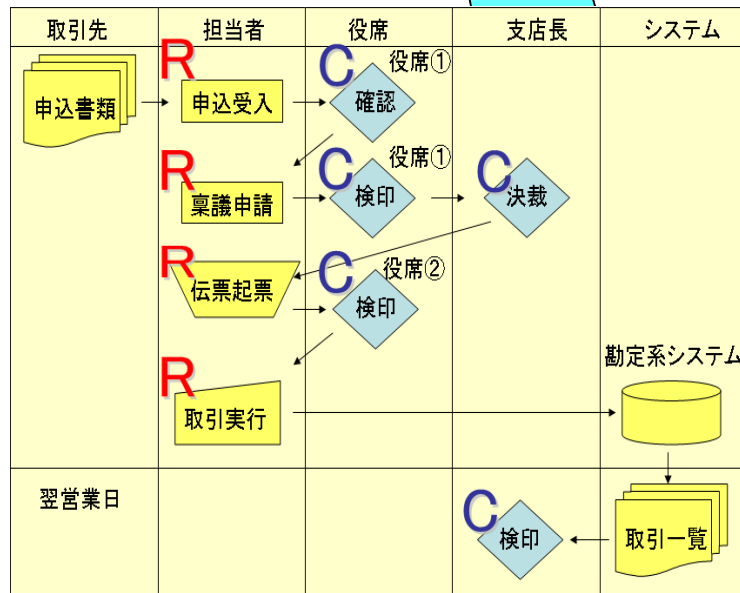 取引先 担当者 役席 支店長 システム
R C 役席①
申込書類 申込受入 確認
R C 役席① C
稟議申請 検印 決裁
R C 役席②
伝票起票 検印
勘定系システム
R
取引実行
翌営業日
C
検印 取引一覧